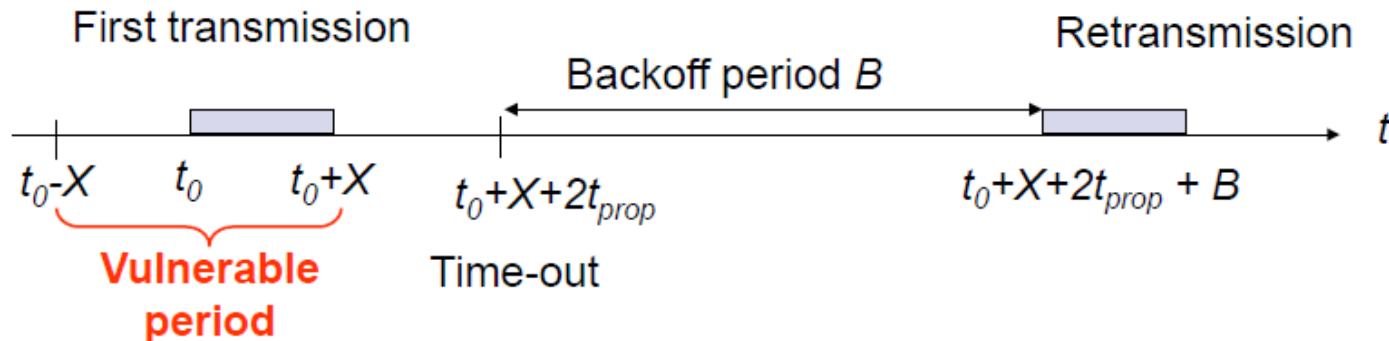 First transmission
Retransmission
Backoff period B
t
t₀-X
t₀
t₀+X
t₀+X+2tₚᵣₒₚ
t₀+X+2tₚᵣₒₚ + B
Vulnerable
period
Time-out